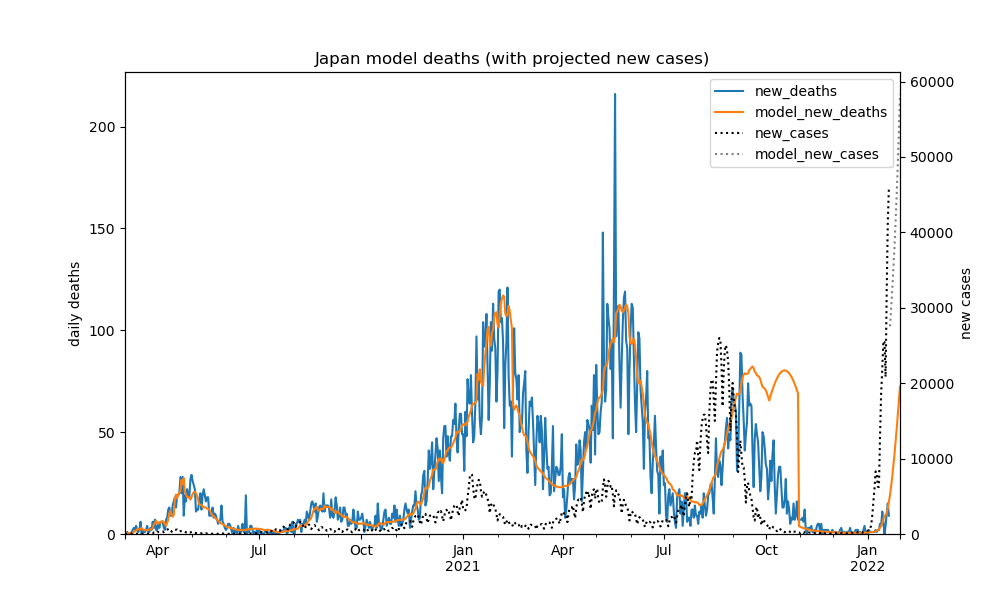 Japan model deaths (with projected new cases)
new_deaths
model_new_deaths
new_cases
model_new_cases
daily deaths
200
150
100
50
0
60000
50000
40000
30000
20000
10000
0
new cases
Apr
Jul
Oct
Jan
2021
Apr
Jul
Oct
Jan
2022